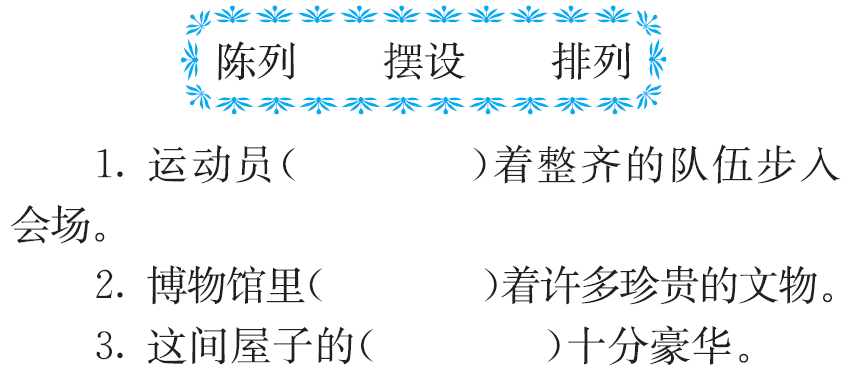 陈列 摆设 排列
1. 运动员( )着整齐的队伍步入
会场。
2. 博物馆里( )着许多珍贵的文物。
3. 这间屋子的( )十分豪华。